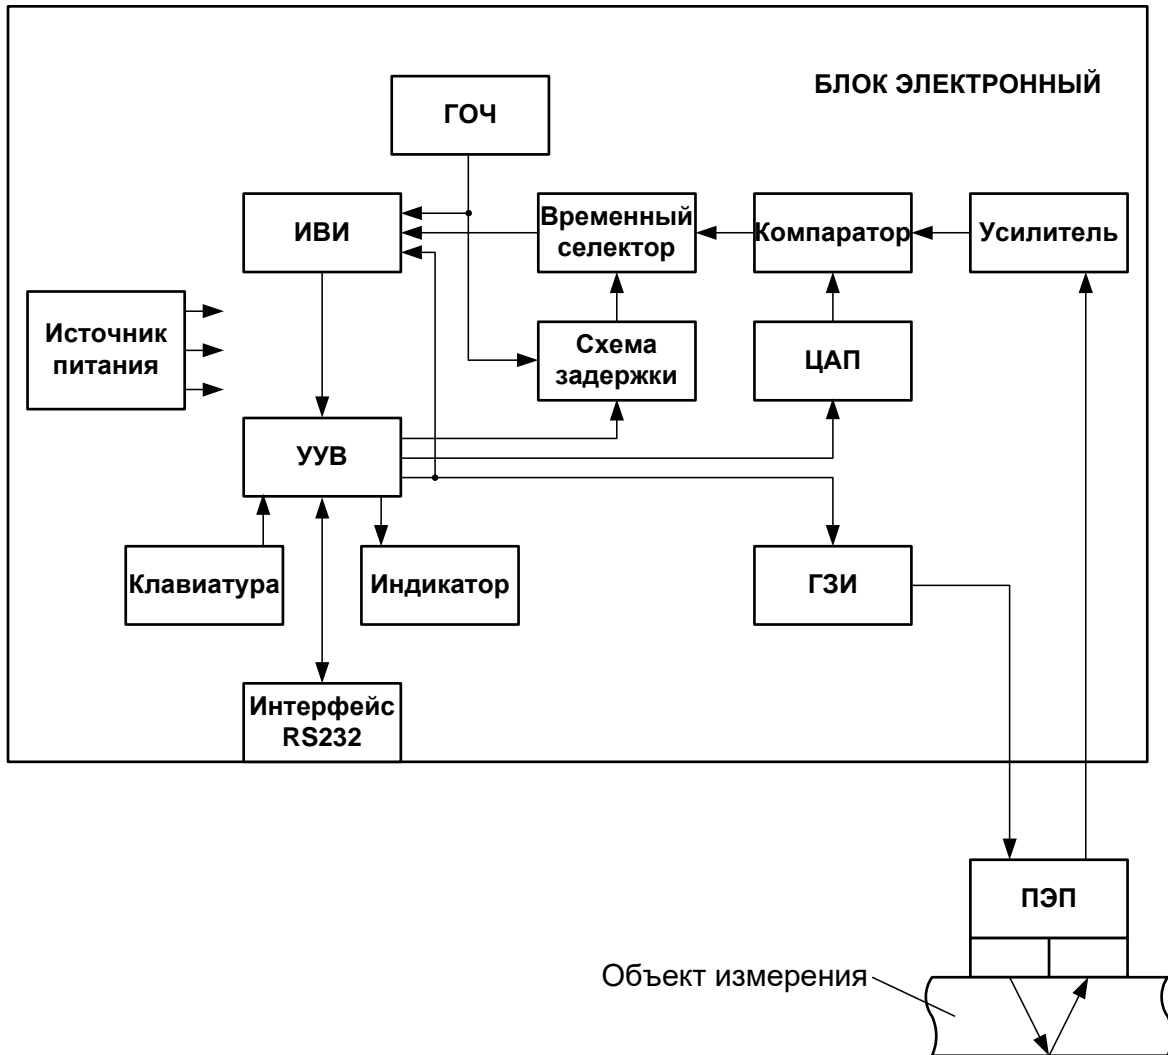 БЛОК ЭЛЕКТРОННЫЙ
ГОЧ
ИВИ
Временный
селектор
Компаратор
Усилитель
Источник
питания
Схема
задержки
ЦАП
УУВ
Клавиатура
Индикатор
ГЗИ
Интерфейс
RS232
ПЭП
Объект измерения